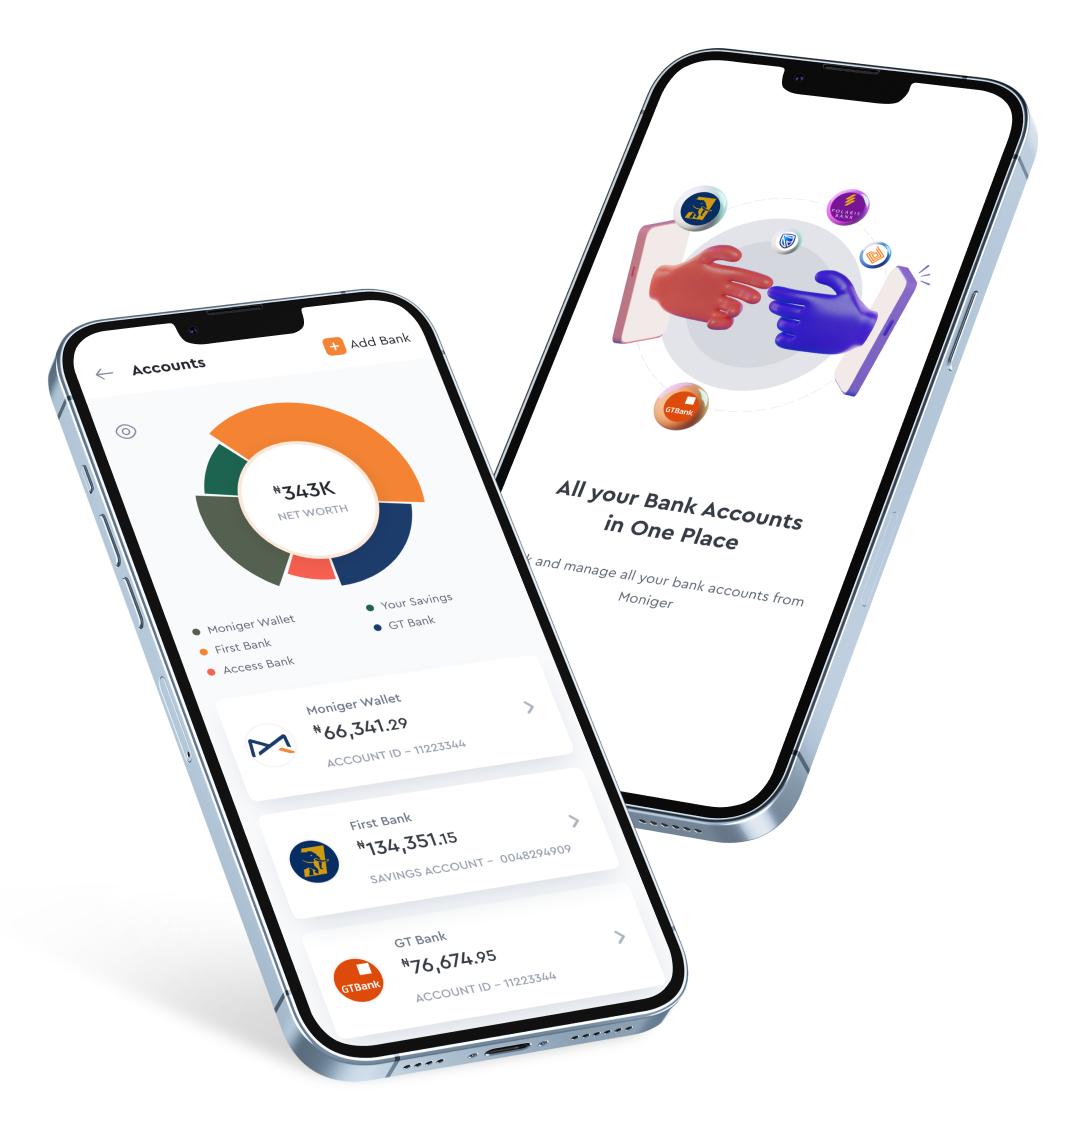 Accounts
Add Bank
₦343K
NET WORTH
Moniger Wallet
First Bank
Access Bank
Your Savings
GT Bank
Moniger Wallet
₦66,341.29
ACCOUNT ID – 11223344
First Bank
₦134,351.15
SAVINGS ACCOUNT – 0048294909
GTBank
GT Bank
₦76,674.95
ACCOUNT ID – 11223344
POLARIS
BANK
GTBank
All your Bank Accounts
in One Place
and manage all your bank accounts from
Moniger